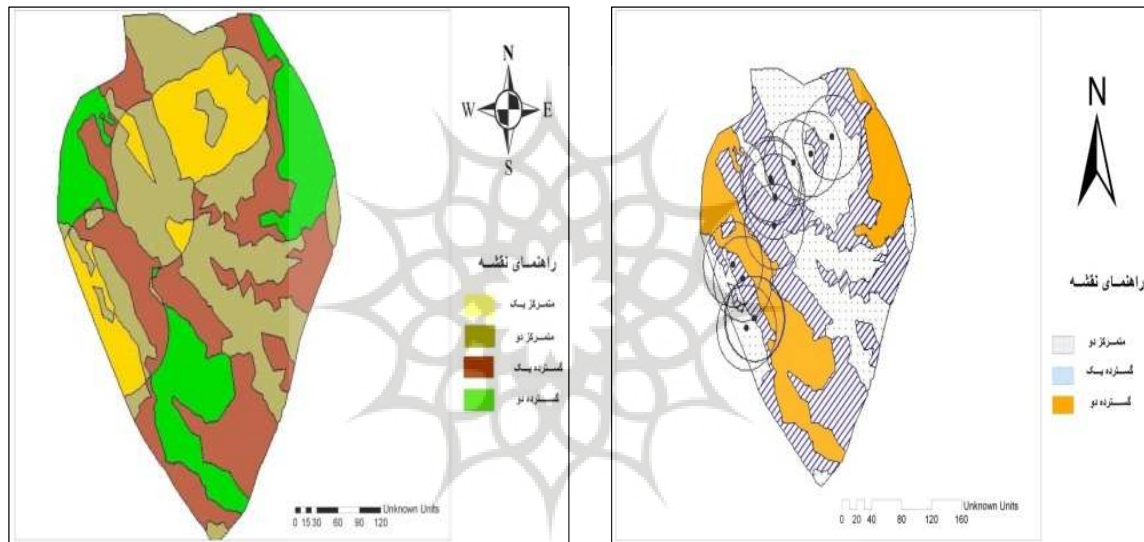 N
W E
S
راهنمای نقشه
متمرکز یک
متمرکز دو
گسترده یک
گسترده دو
Unknown Units
0 15 30 60 90 120
N
راهنمای نقشه
متمرکز دو
گسترده یک
گسترده دو
Unknown Units
0 20 40 80 120 160